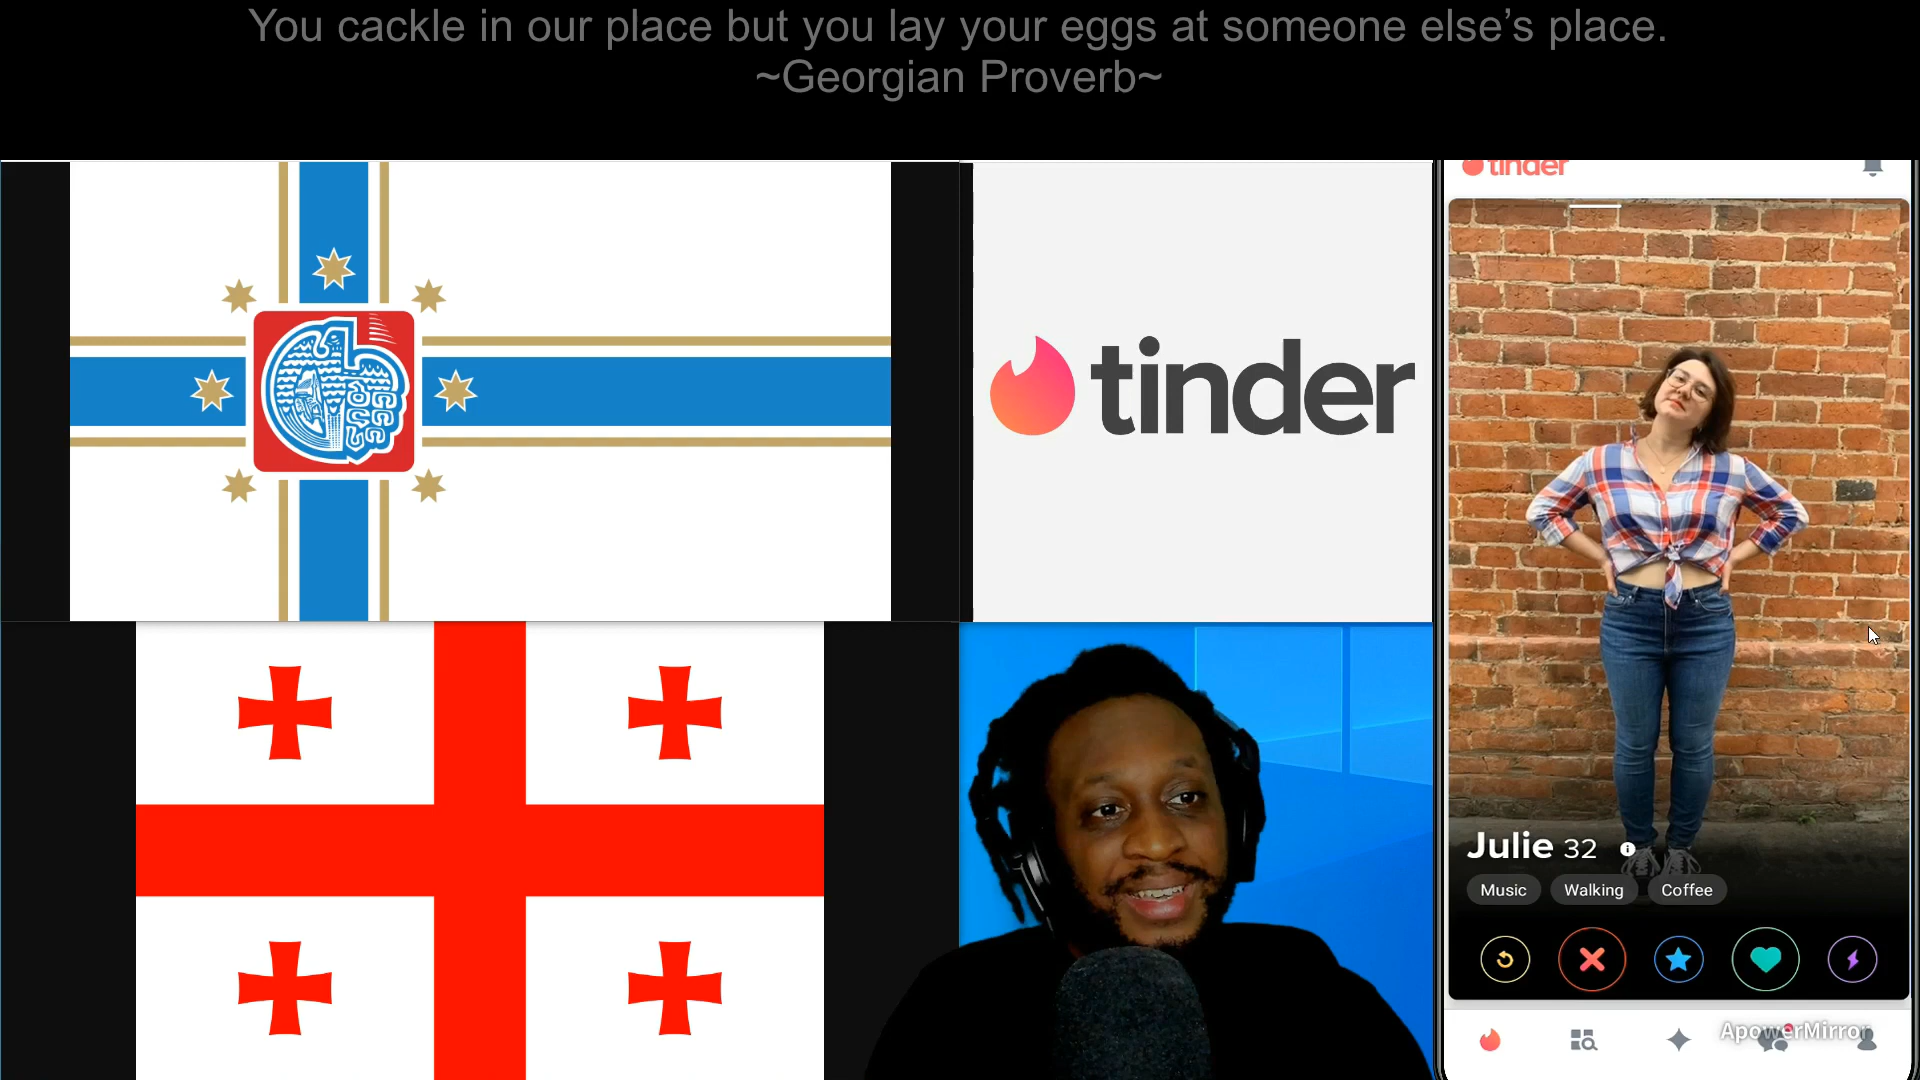 You cackle in our place but you lay your eggs at someone else’s place.
~Georgian Proverb~
tinder
tinder
Julie 32
Music Walking Coffee
ApowerMirror